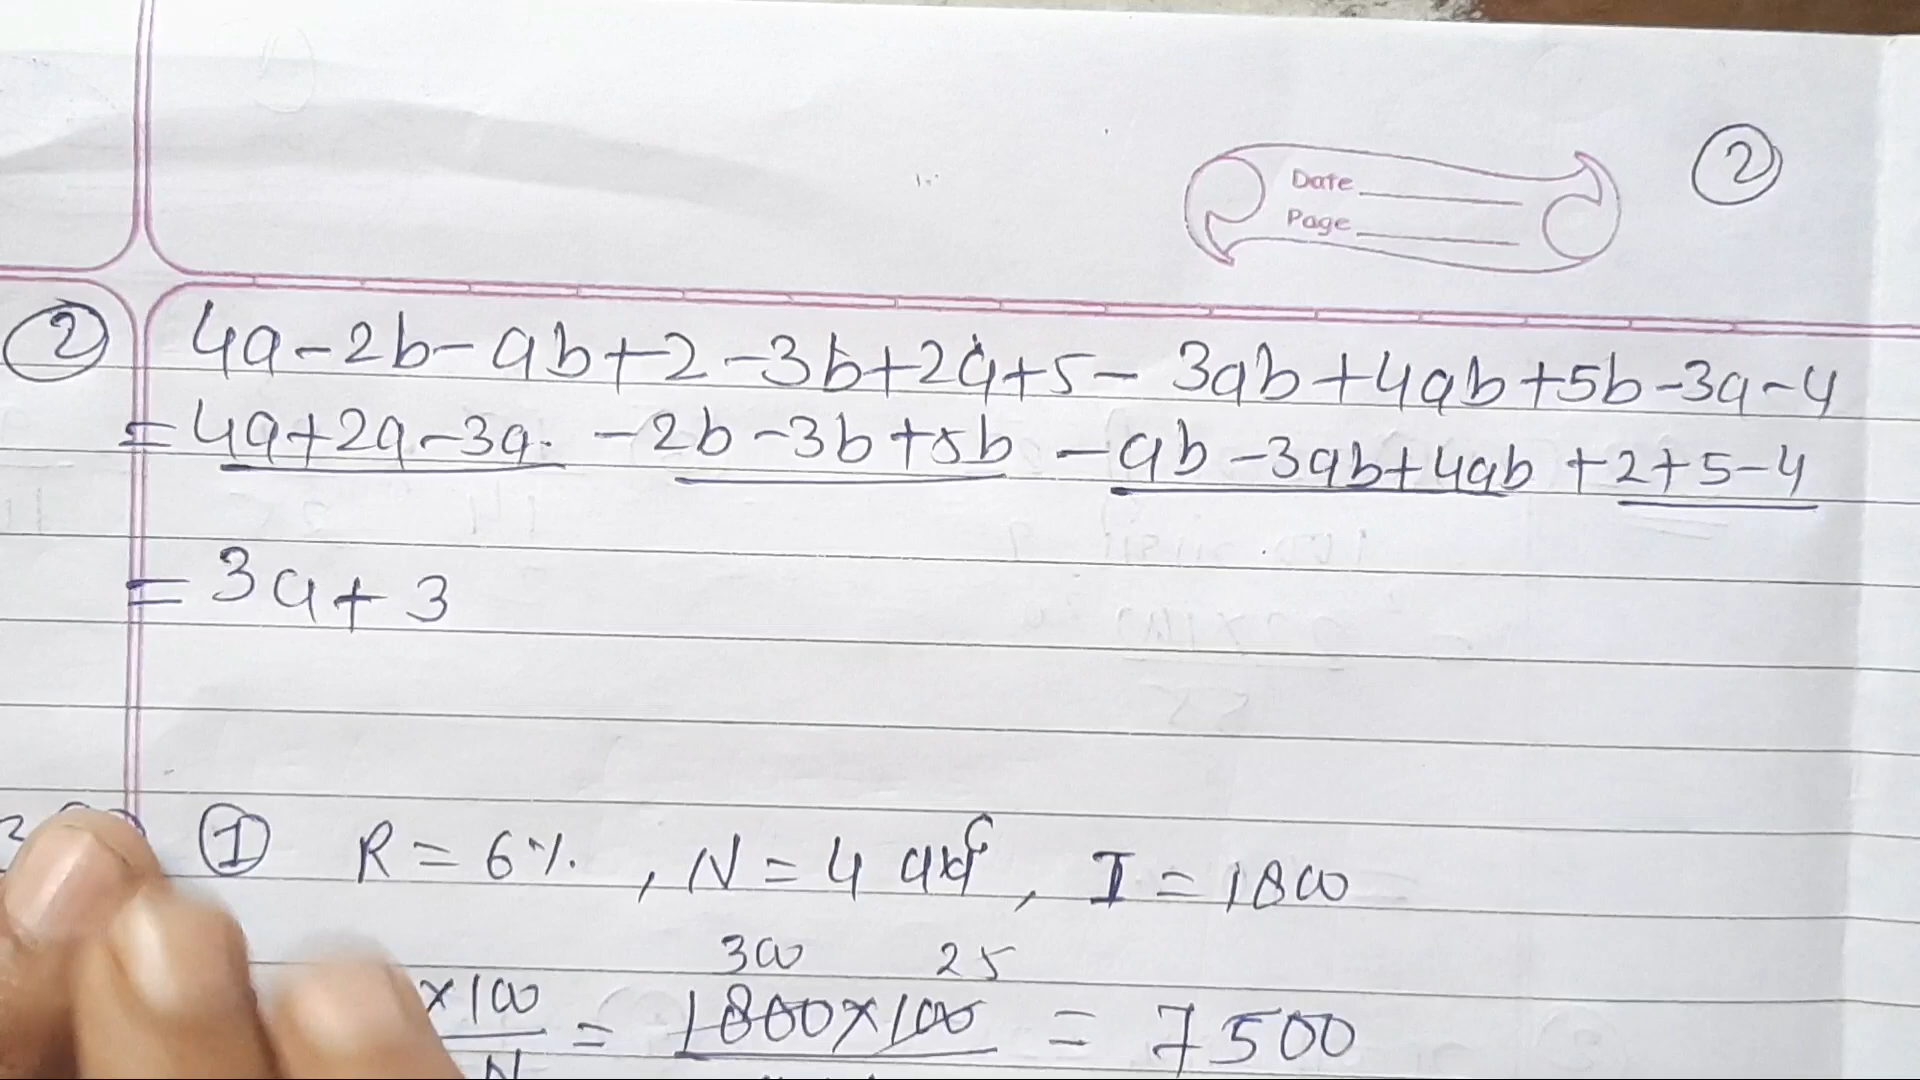 ②
Date
Page
② 4a-2b-ab+2-3b+2a+5-3ab+4ab+5b-3a-4
= 4a+2a-3a -2b-3b+5b -ab-3ab+4ab +2+5-4
= 3a+3
① R = 6%, N = 4 વર્ષ, I = 1800
300 25
×100 = 1800×100 = 7500
N